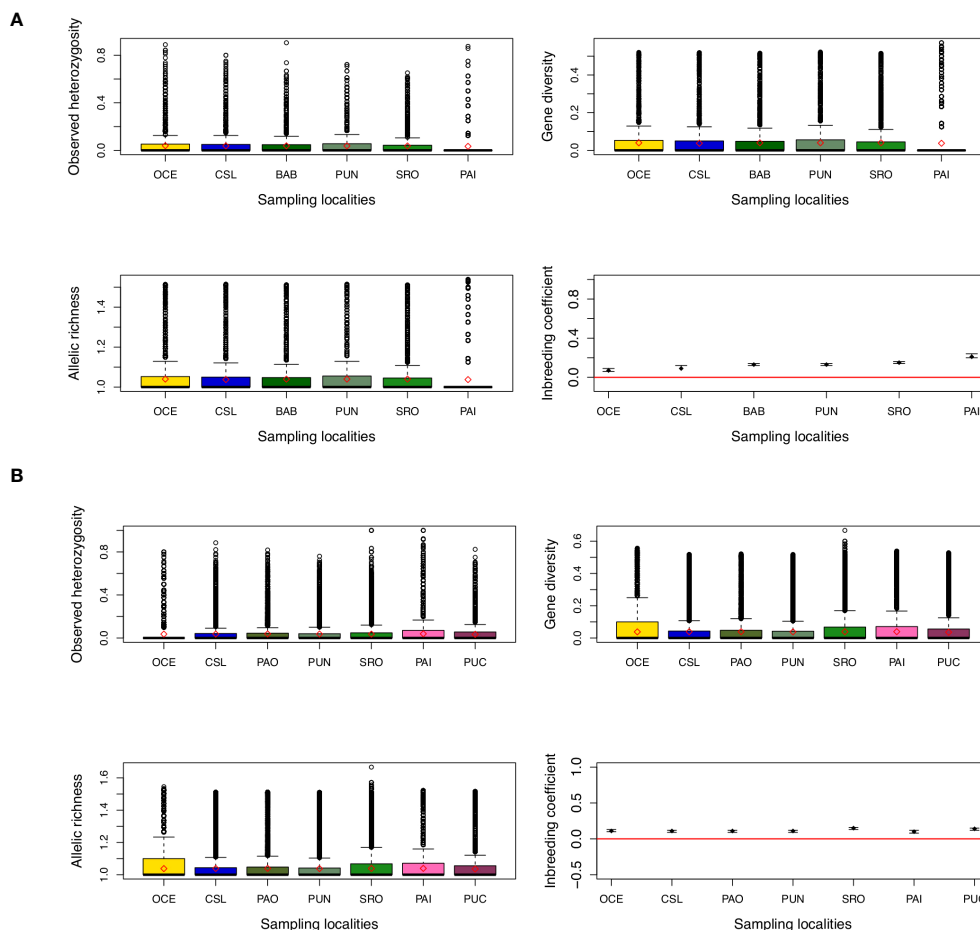 A
Observed heterozygosity
0.8
0.4
0.0
OCE CSL BAB PUN SRO PAI
Sampling localities
Gene diversity
0.4
0.2
0.0
OCE CSL BAB PUN SRO PAI
Sampling localities
Allelic richness
1.4
1.2
1.0
OCE CSL BAB PUN SRO PAI
Sampling localities
Inbreeding coefficient
0.8
0.4
0.0
OCE CSL BAB PUN SRO PAI
Sampling localities
B
Observed heterozygosity
0.8
0.4
0.0
OCE CSL PAO PUN SRO PAI PUC
Sampling localities
Gene diversity
0.6
0.4
0.2
0.0
OCE CSL PAO PUN SRO PAI PUC
Sampling localities
Allelic richness
1.6
1.4
1.2
1.0
OCE CSL PAO PUN SRO PAI PUC
Sampling localities
Inbreeding coefficient
1.0
0.5
0.0
−0.5
OCE CSL PAO PUN SRO PAI PUC
Sampling localities